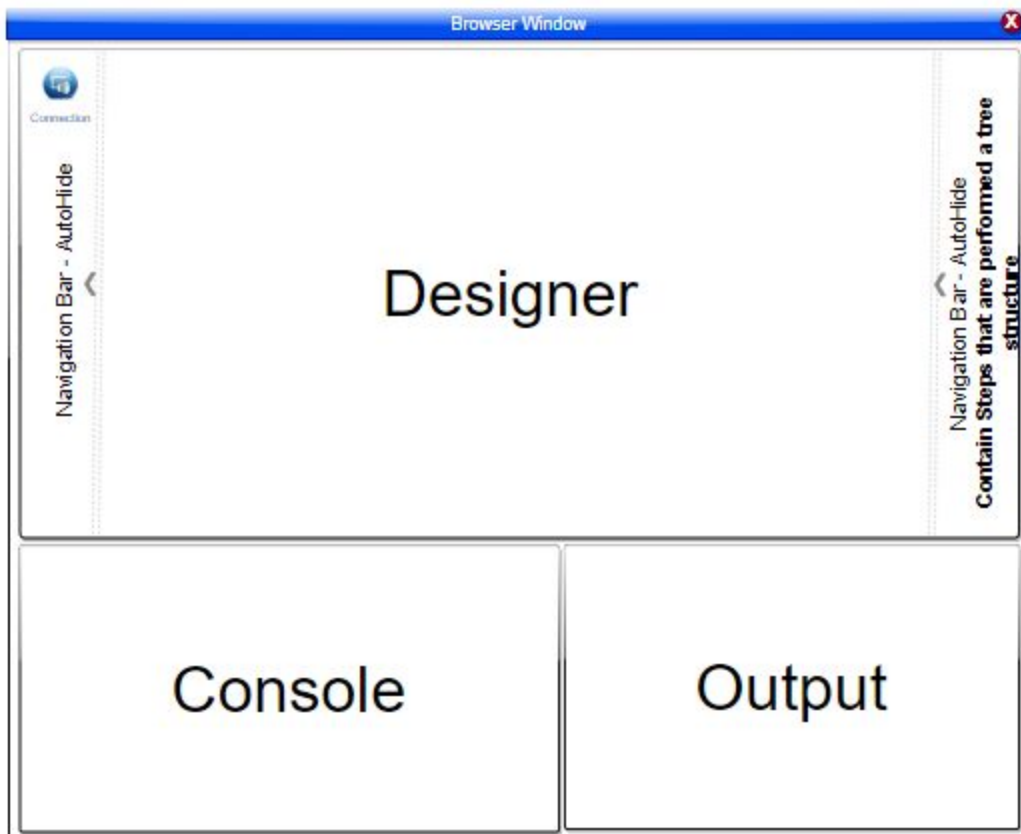 Browser Window
X
Connection
Navigation Bar - AutoHide
Designer
Navigation Bar - AutoHide
Contain Steps that are performed a tree
structure
Console
Output